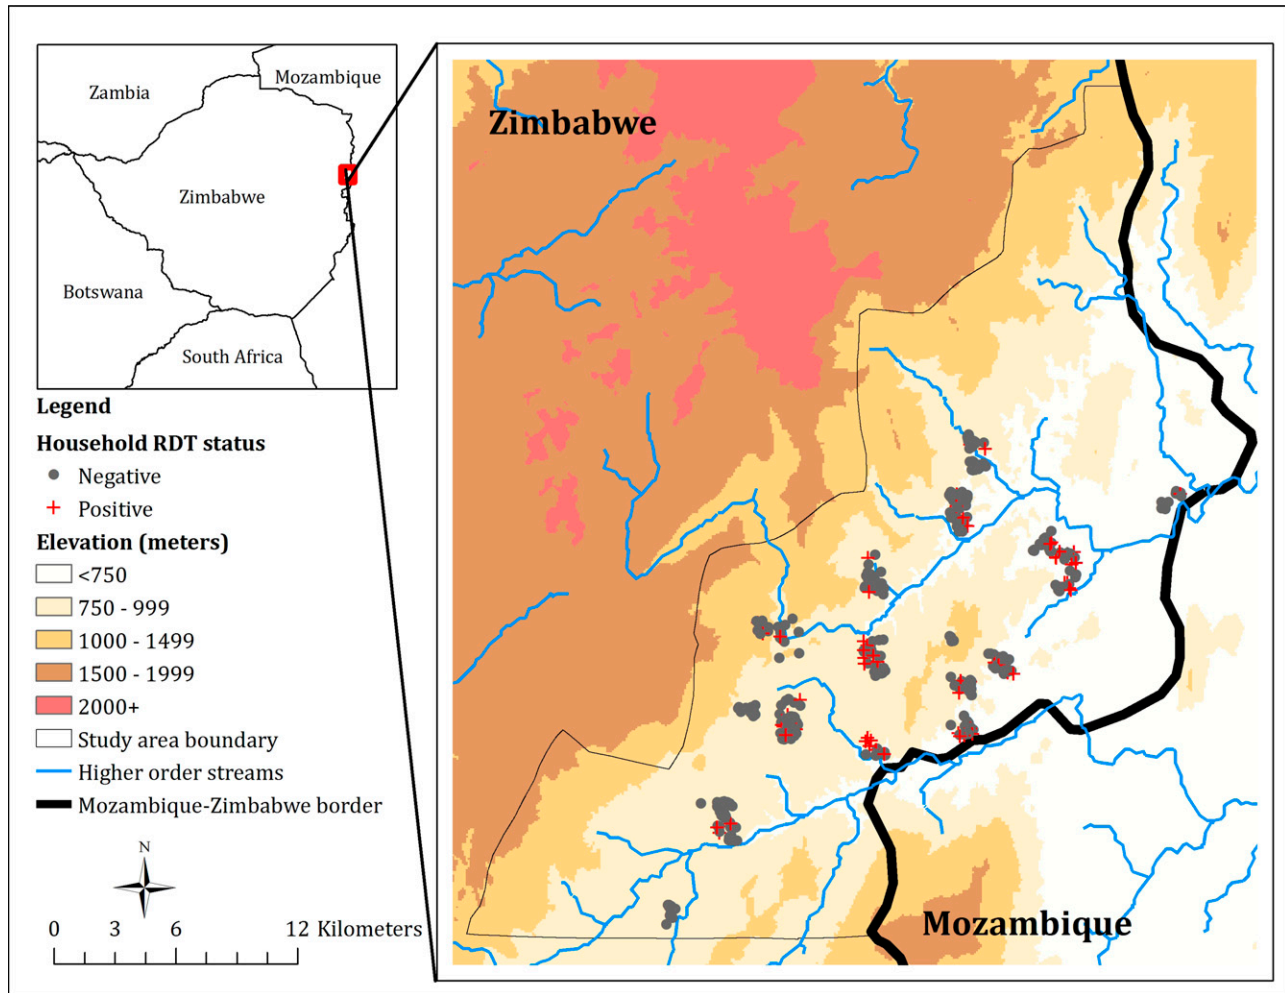 Mozambique
Zambia
Zimbabwe
Botswana
South Africa
Legend
Household RDT status
Negative
Positive
Elevation (meters)
<750
750 - 999
1000 - 1499
1500 - 1999
2000+
Study area boundary
Higher order streams
Mozambique-Zimbabwe border
N
0 3 6 12 Kilometers
Zimbabwe
Mozambique